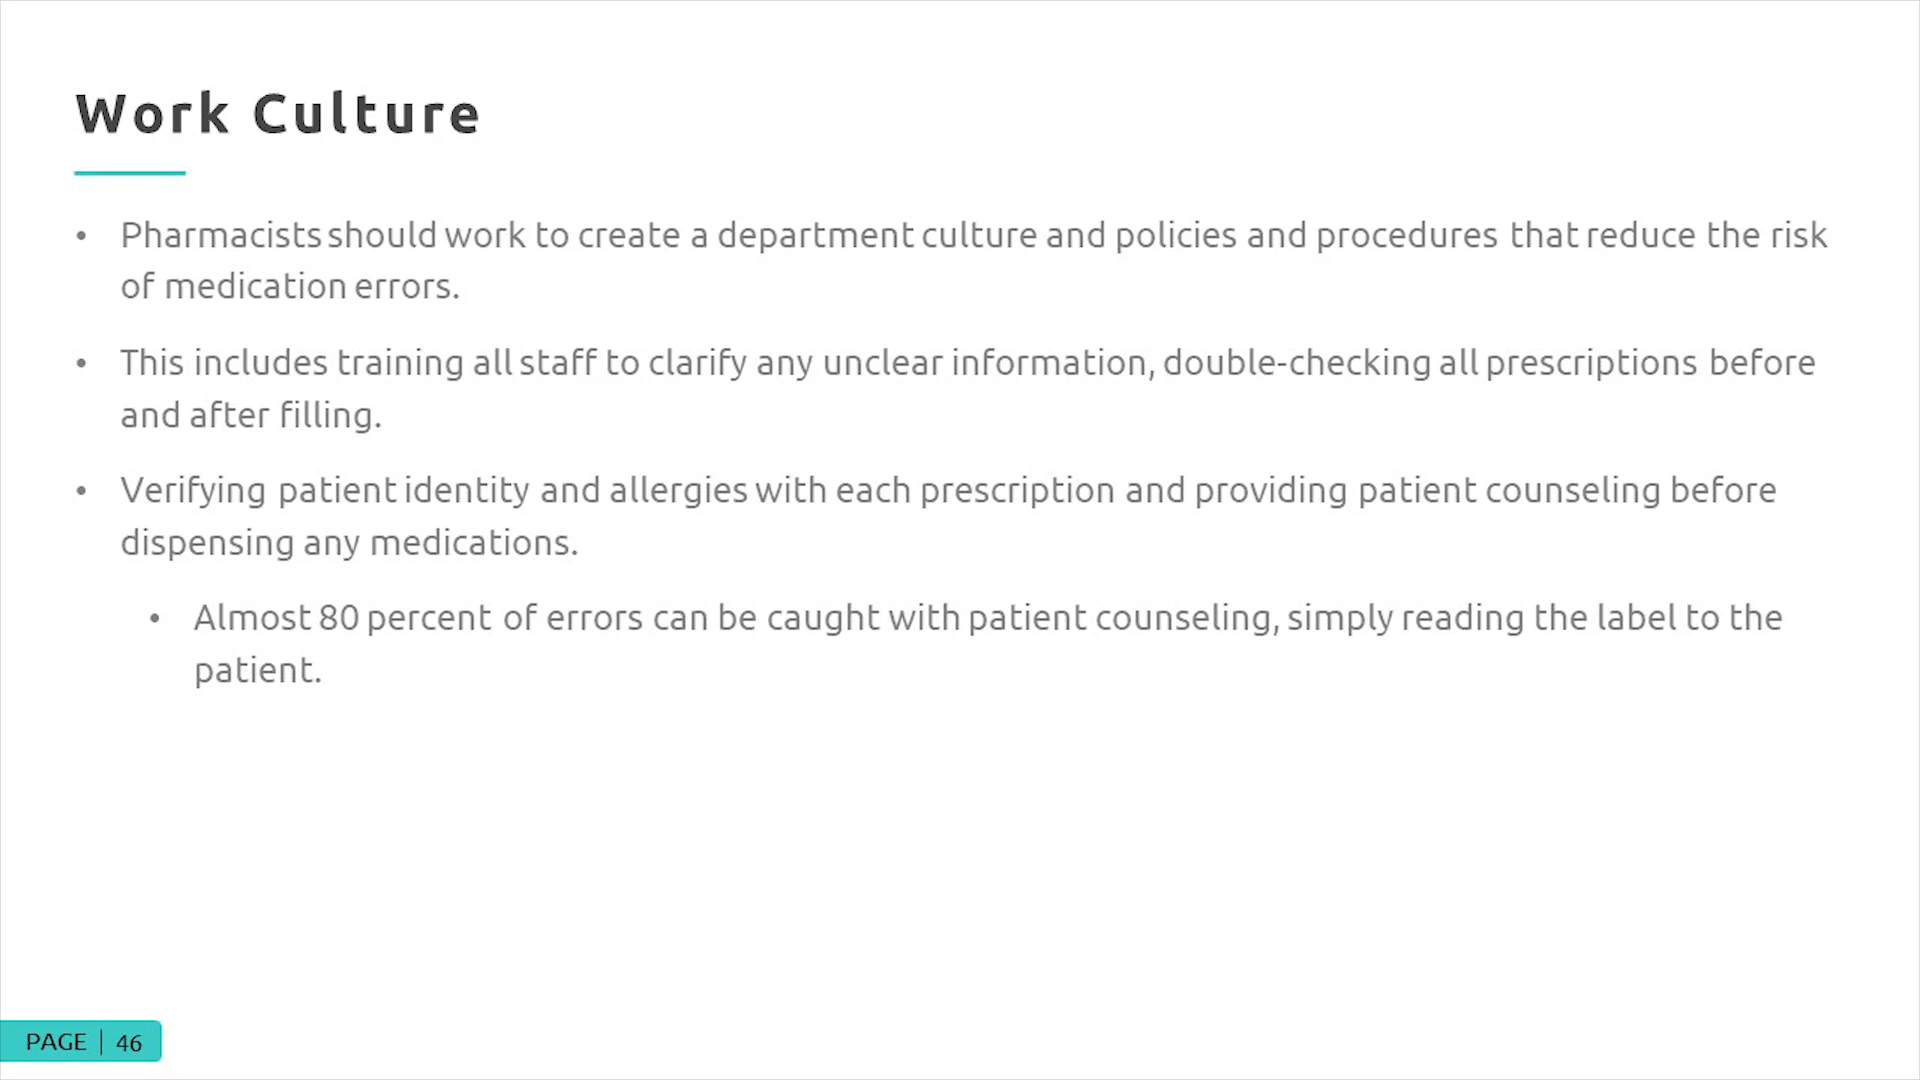 Work Culture
• Pharmacists should work to create a department culture and policies and procedures that reduce the risk
of medication errors.
• This includes training all staff to clarify any unclear information, double-checking all prescriptions before
and after filling.
• Verifying patient identity and allergies with each prescription and providing patient counseling before
dispensing any medications.
• Almost 80 percent of errors can be caught with patient counseling, simply reading the label to the
patient.
PAGE | 46